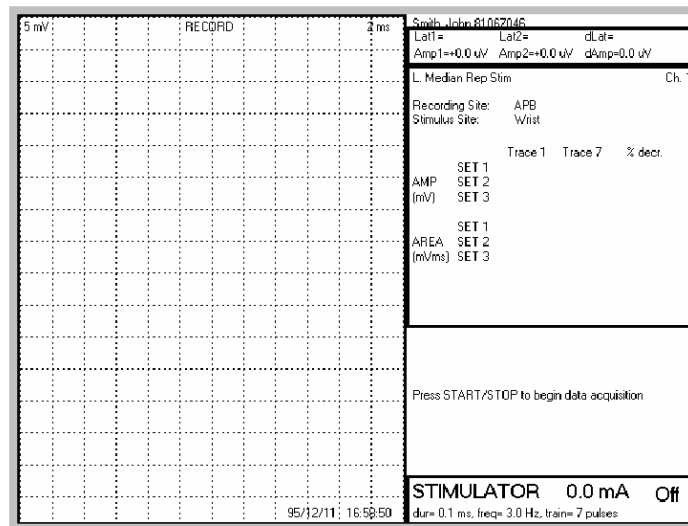 5 mV RECORD 2 ms
Smith, John 81067046
Lat1= Lat2= dLat=
Amp1=+0.0 uV Amp2=+0.0 uV dAmp=0.0 uV
L. Median Rep Stim Ch. 1
Recording Site: APB
Stimulus Site: Wrist
Trace 1 Trace 7 % decr.
SET 1
AMP SET 2
(mV) SET 3
SET 1
AREA SET 2
(mVms) SET 3
Press START/STOP to begin data acquisition
STIMULATOR 0.0 mA Off
dur= 0.1 ms, freq= 3.0 Hz, train= 7 pulses
95/12/11 16:58:50